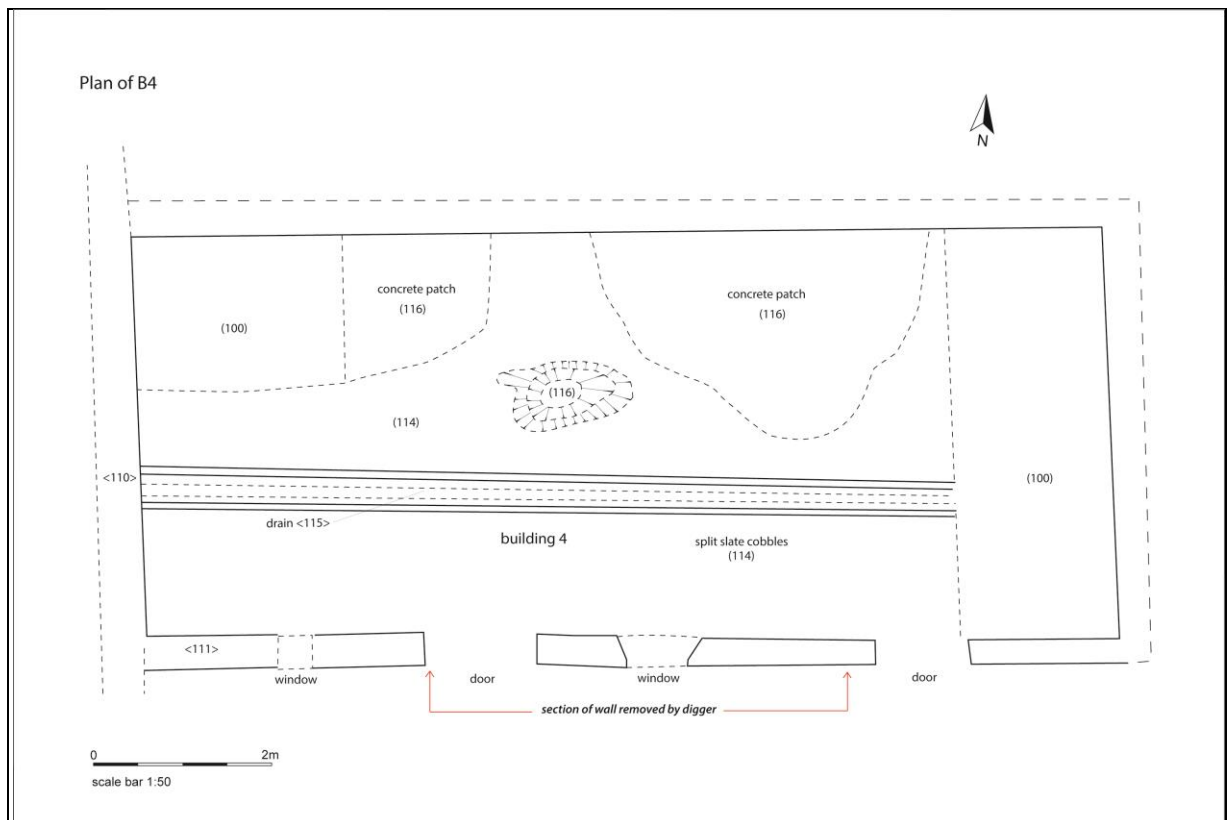 Plan of B4
N
concrete patch
(116)
concrete patch
(116)
(100)
(116)
(114)
<110>
(100)
drain <115>
building 4
split slate cobbles
(114)
<111>
window
door
window
door
section of wall removed by digger
0 2m
scale bar 1:50